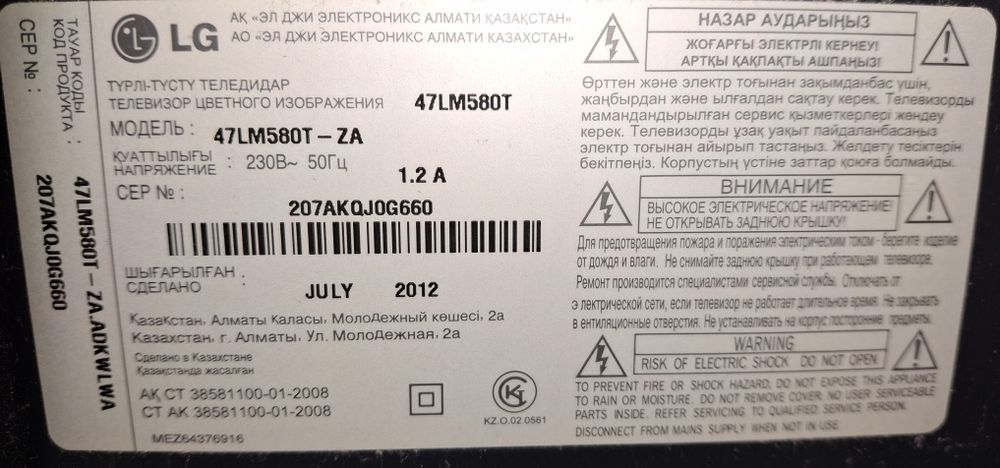 СЕР №:
207AKQJ0G660
ТАУАР КОДЫ
КОД ПРОДУКТА:
47LM580T-ZA.ADKWLWA
LG
АҚ «ЭЛ ДЖИ ЭЛЕКТРОНИКС АЛМАТИ ҚАЗАҚСТАН»
АО «ЭЛ ДЖИ ЭЛЕКТРОНИКС АЛМАТИ КАЗАХСТАН»
ТҮРЛІ-ТҮСТҮ ТЕЛЕДИДАР
ТЕЛЕВИЗОР ЦВЕТНОГО ИЗОБРАЖЕНИЯ 47LM580T
МОДЕЛЬ: 47LM580T-ZA
ҚУАТТЫЛЫҒЫ
НАПРЯЖЕНИЕ : 230В~ 50Гц
1.2 A
СЕР №:
207AKQJ0G660
ШЫҒАРЫЛҒАН
СДЕЛАНО : JULY 2012
Қазақстан, Алматы қаласы, Молодежный көшесі, 2а
Казахстан, г. Алматы, Ул. Молодежная, 2а
Сделано в Казахстане
Қазақстанда жасалған
АҚ СТ 38581100-01-2008
СТ АК 38581100-01-2008
KZ.O.02.0561
MEZ64376916
НАЗАР АУДАРЫҢЫЗ
ЖОҒАРҒЫ ЭЛЕКТРЛІ КЕРНЕУ!
АРТҚЫ ҚАҚПАҚТЫ АШПАҢЫЗ!
Өрттен және электр тоғынан зақымданбас үшін,
жаңбырдан және ылғалдан сақтау керек. Телевизорды
мамандандырылған сервис қызметкерлері жөндеу
керек. Телевизорды ұзақ уақыт пайдаланбасаңыз
электр тоғынан айырып тастаңыз. Желдету тесіктерін
бекітпеңіз. Корпустың үстіне заттар қоюға болмайды.
ВНИМАНИЕ
ВЫСОКОЕ ЭЛЕКТРИЧЕСКОЕ НАПРЯЖЕНИЕ!
НЕ ОТКРЫВАТЬ ЗАДНЮЮ КРЫШКУ!
Для предотвращения пожара и поражения электрическим током - берегите изделие
от дождя и влаги. Не снимайте заднюю крышку при работающем телевизоре.
Ремонт производится специалистами сервисной службы. Отключать от
э лектрической сети, если телевизор не работает длительное время. Не закрывать
в ентиляционные отверстия. Не устанавливать на корпус посторонние предметы.
WARNING
RISK OF ELECTRIC SHOCK DO NOT OPEN
TO PREVENT FIRE OR SHOCK HAZARD, DO NOT EXPOSE THIS APPLIANCE
TO RAIN OR MOISTURE. DO NOT REMOVE COVER. NO USER SERVICEABLE
PARTS INSIDE. REFER SERVICING TO QUALIFIED SERVICE PERSON.
DISCONNECT FROM MAINS SUPPLY WHEN NOT IN USE.